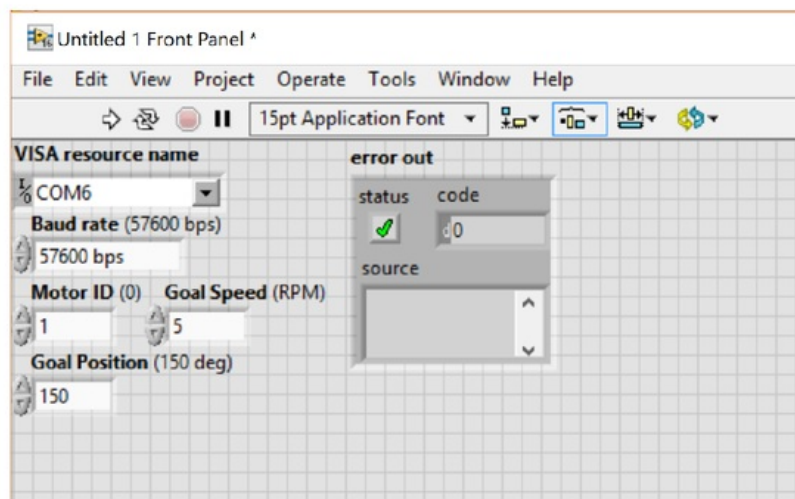 Untitled 1 Front Panel *
File Edit View Project Operate Tools Window Help
15pt Application Font
VISA resource name
COM6
Baud rate (57600 bps)
57600 bps
Motor ID (0) Goal Speed (RPM)
1 5
Goal Position (150 deg)
150
error out
status code
d0
source